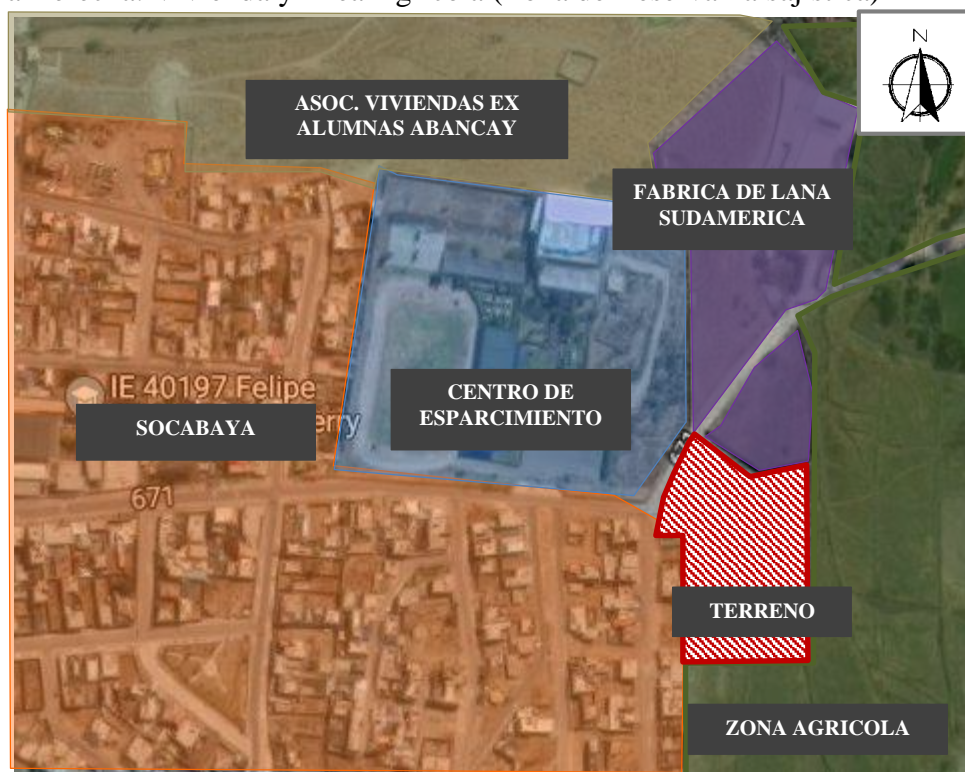 N
ASOC. VIVIENDAS EX
ALUMNAS ABANCAY
FABRICA DE LANA
SUDAMERICA
IE 40197 Felipe
CENTRO DE
ESPARCIMIENTO
SOCABAYA
671
TERRENO
ZONA AGRICOLA